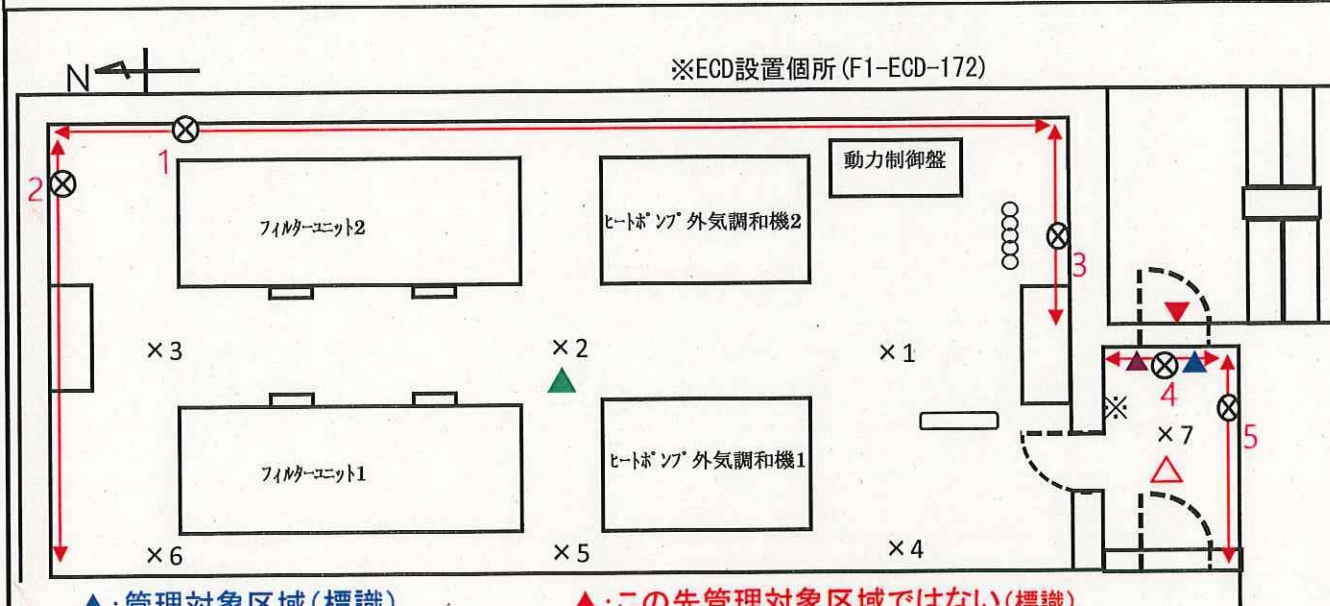 N
※ECD設置個所(F1-ECD-172)
1
2
フィルターユニット2
ヒートポンプ 外気調和機2
動力制御盤
3
×3
×2
×1
4
※
×7
5
フィルターユニット1
ヒートポンプ 外気調和機1
×6
×5
×4
▲:管理対象区域(標識)
▲:この先管理対象区域ではない(標識)